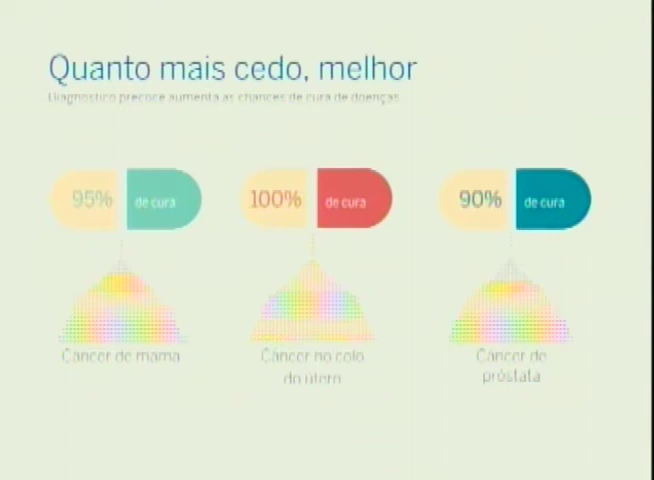 Quanto mais cedo, melhor
Diagnóstico precoce aumenta as chances de cura de doenças
95% de cura
100% de cura
90% de cura
Câncer de mama
Câncer no colo
do útero
Câncer de
próstata